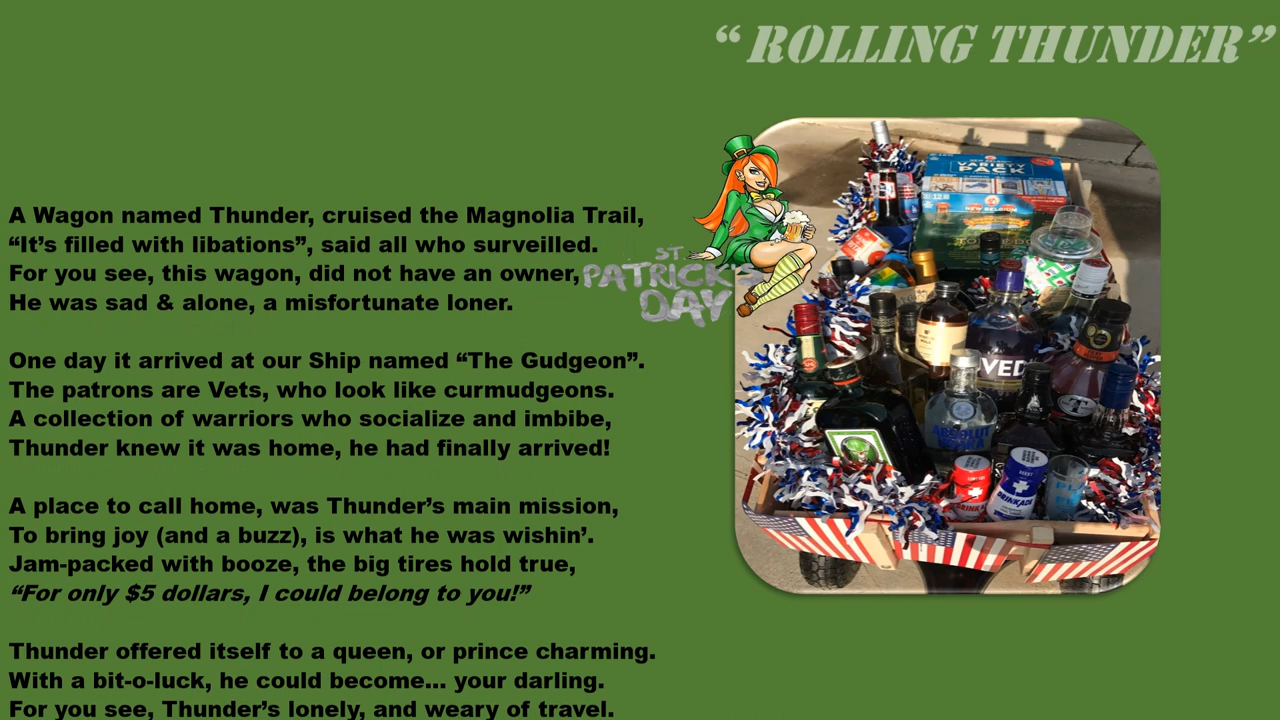 “ ROLLING THUNDER”
A Wagon named Thunder, cruised the Magnolia Trail,
“It’s filled with libations”, said all who surveilled.
For you see, this wagon, did not have an owner,
He was sad & alone, a misfortunate loner.
ST.
PATRICK'S
DAY
One day it arrived at our Ship named “The Gudgeon”.
The patrons are Vets, who look like curmudgeons.
A collection of warriors who socialize and imbibe,
Thunder knew it was home, he had finally arrived!
A place to call home, was Thunder’s main mission,
To bring joy (and a buzz), is what he was wishin’.
Jam-packed with booze, the big tires hold true,
“For only $5 dollars, I could belong to you!”
Thunder offered itself to a queen, or prince charming.
With a bit-o-luck, he could become... your darling.
For you see, Thunder’s lonely, and weary of travel.
VARIETY
PACK
NEW BELGIUM
VED
ABSOLUT